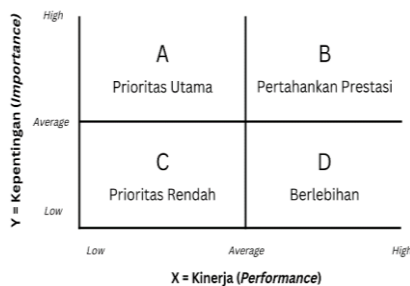 High
A
B
Prioritas Utama
Pertahankan Prestasi
Average
C
D
Prioritas Rendah
Berlebihan
Low
Y = Kepentingan (Importance)
Low
Average
High
X = Kinerja (Performance)